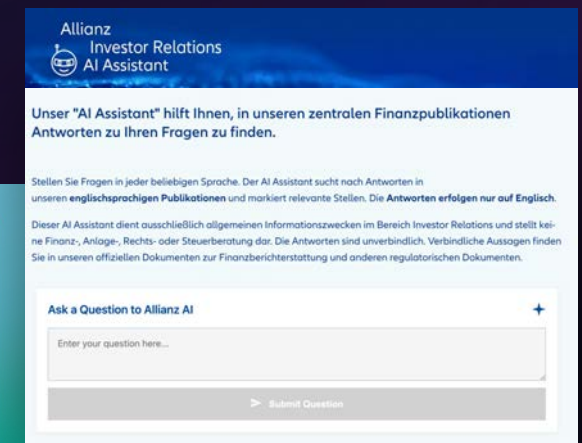 Allianz
Investor Relations
AI Assistant
Unser "AI Assistant" hilft Ihnen, in unseren zentralen Finanzpublikationen
Antworten zu Ihren Fragen zu finden.
Stellen Sie Fragen in jeder beliebigen Sprache. Der AI Assistant sucht nach Antworten in
unseren englischsprachigen Publikationen und markiert relevante Stellen. Die Antworten erfolgen nur auf Englisch.
Dieser AI Assistant dient ausschließlich allgemeinen Informationszwecken im Bereich Investor Relations und stellt kei-
ne Finanz-, Anlage-, Rechts- oder Steuerberatung dar. Die Antworten sind unverbindlich. Verbindliche Aussagen finden
Sie in unseren offiziellen Dokumenten zur Finanzberichterstattung und anderen regulatorischen Dokumenten.
Ask a Question to Allianz AI
Enter your question here...
Submit Question